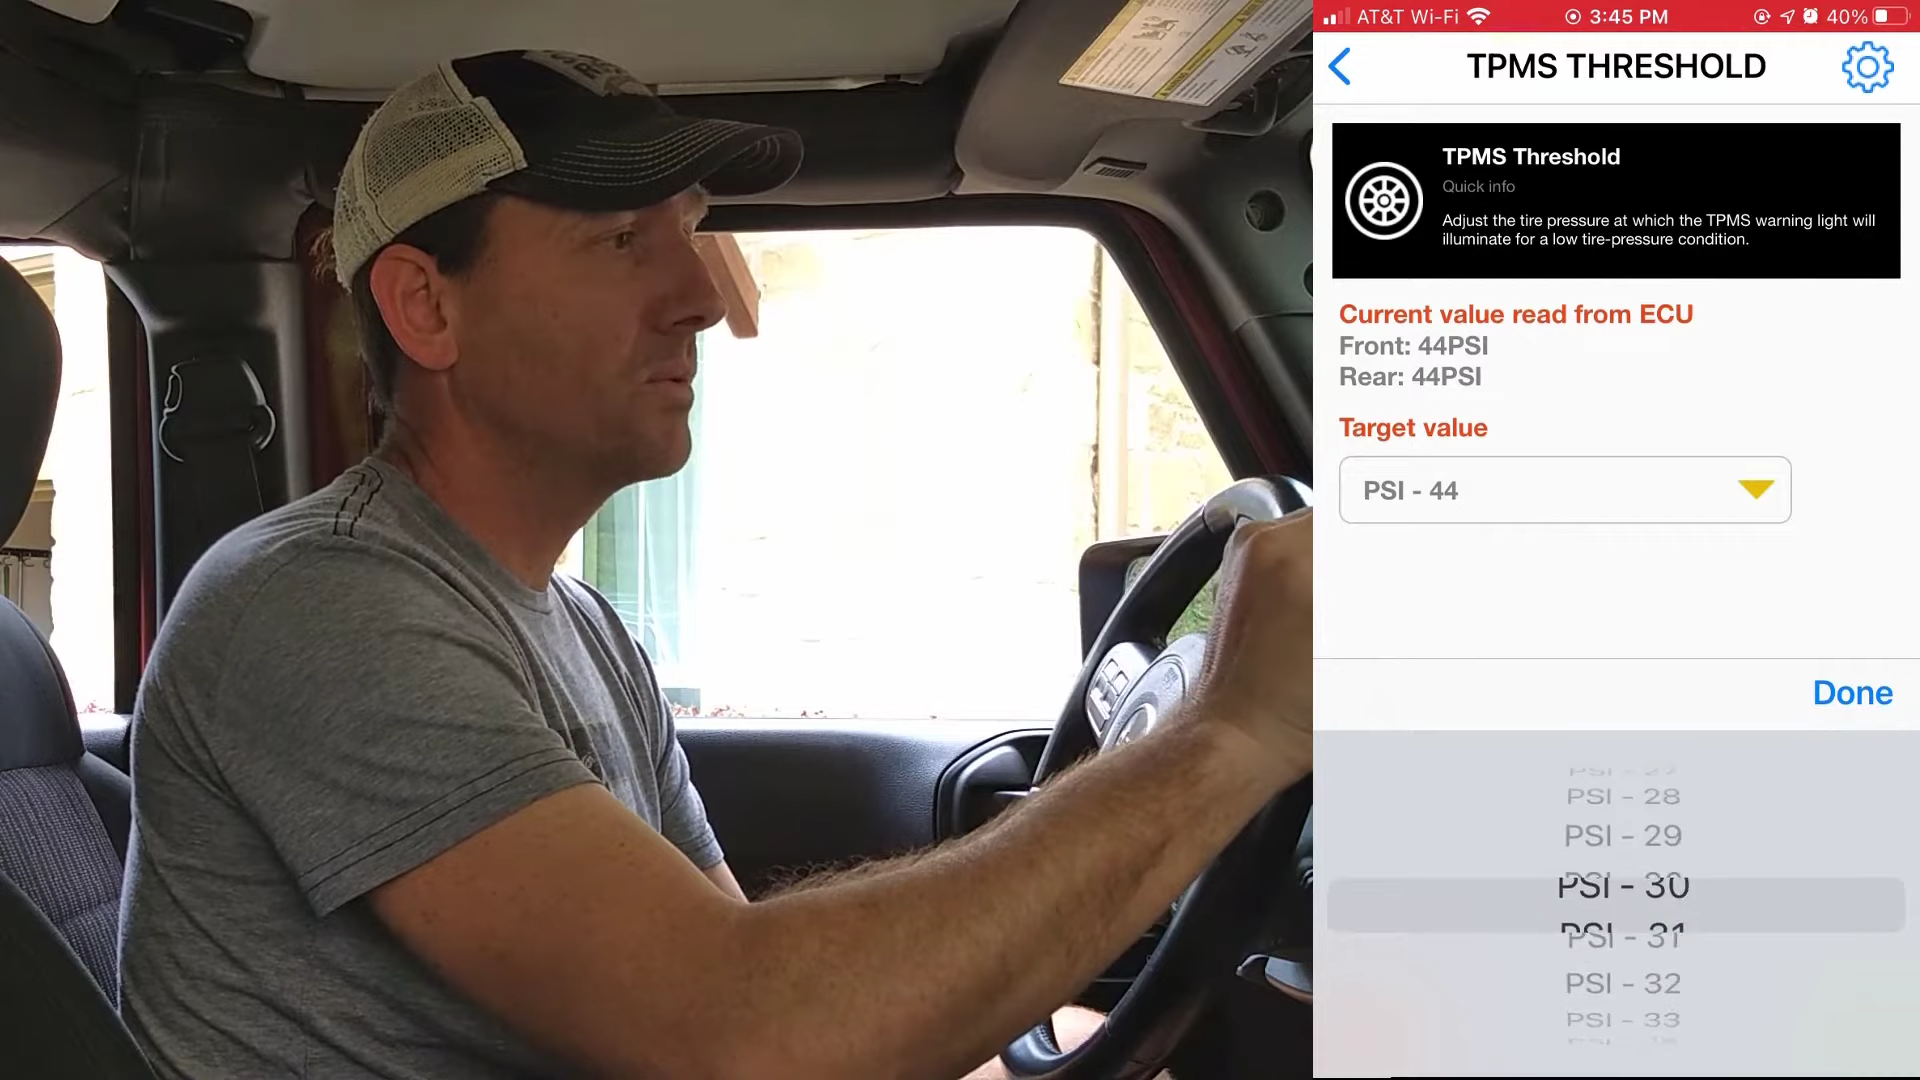 AT&T Wi-Fi 3:45 PM 40%
TPMS THRESHOLD
TPMS Threshold
Quick info
Adjust the tire pressure at which the TPMS warning light will
illuminate for a low tire-pressure condition.
Current value read from ECU
Front: 44PSI
Rear: 44PSI
Target value
PSI - 44
Done
PSI - 27
PSI - 28
PSI - 29
PSI - 30
PSI - 31
PSI - 32
PSI - 33